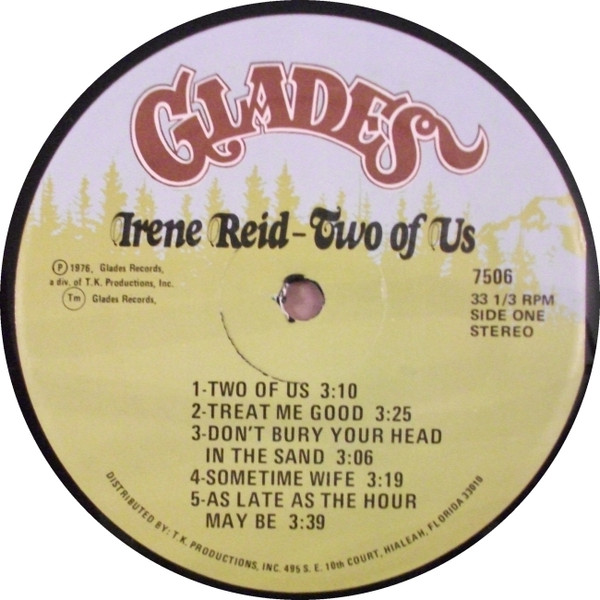 GLADES
Irene Reid-Two of Us
Ⓟ 1976, Glades Records,
a div. of T.K. Productions, Inc.
Tm Glades Records,
7506
33 1/3 RPM
SIDE ONE
STEREO
1-TWO OF US 3:10
2-TREAT ME GOOD 3:25
3-DON'T BURY YOUR HEAD
IN THE SAND 3:06
4-SOMETIME WIFE 3:19
5-AS LATE AS THE HOUR
MAY BE 3:39
DISTRIBUTED BY: T.K. PRODUCTIONS, INC. 495 S. E. 10th COURT, HIALEAH, FLORIDA 33010